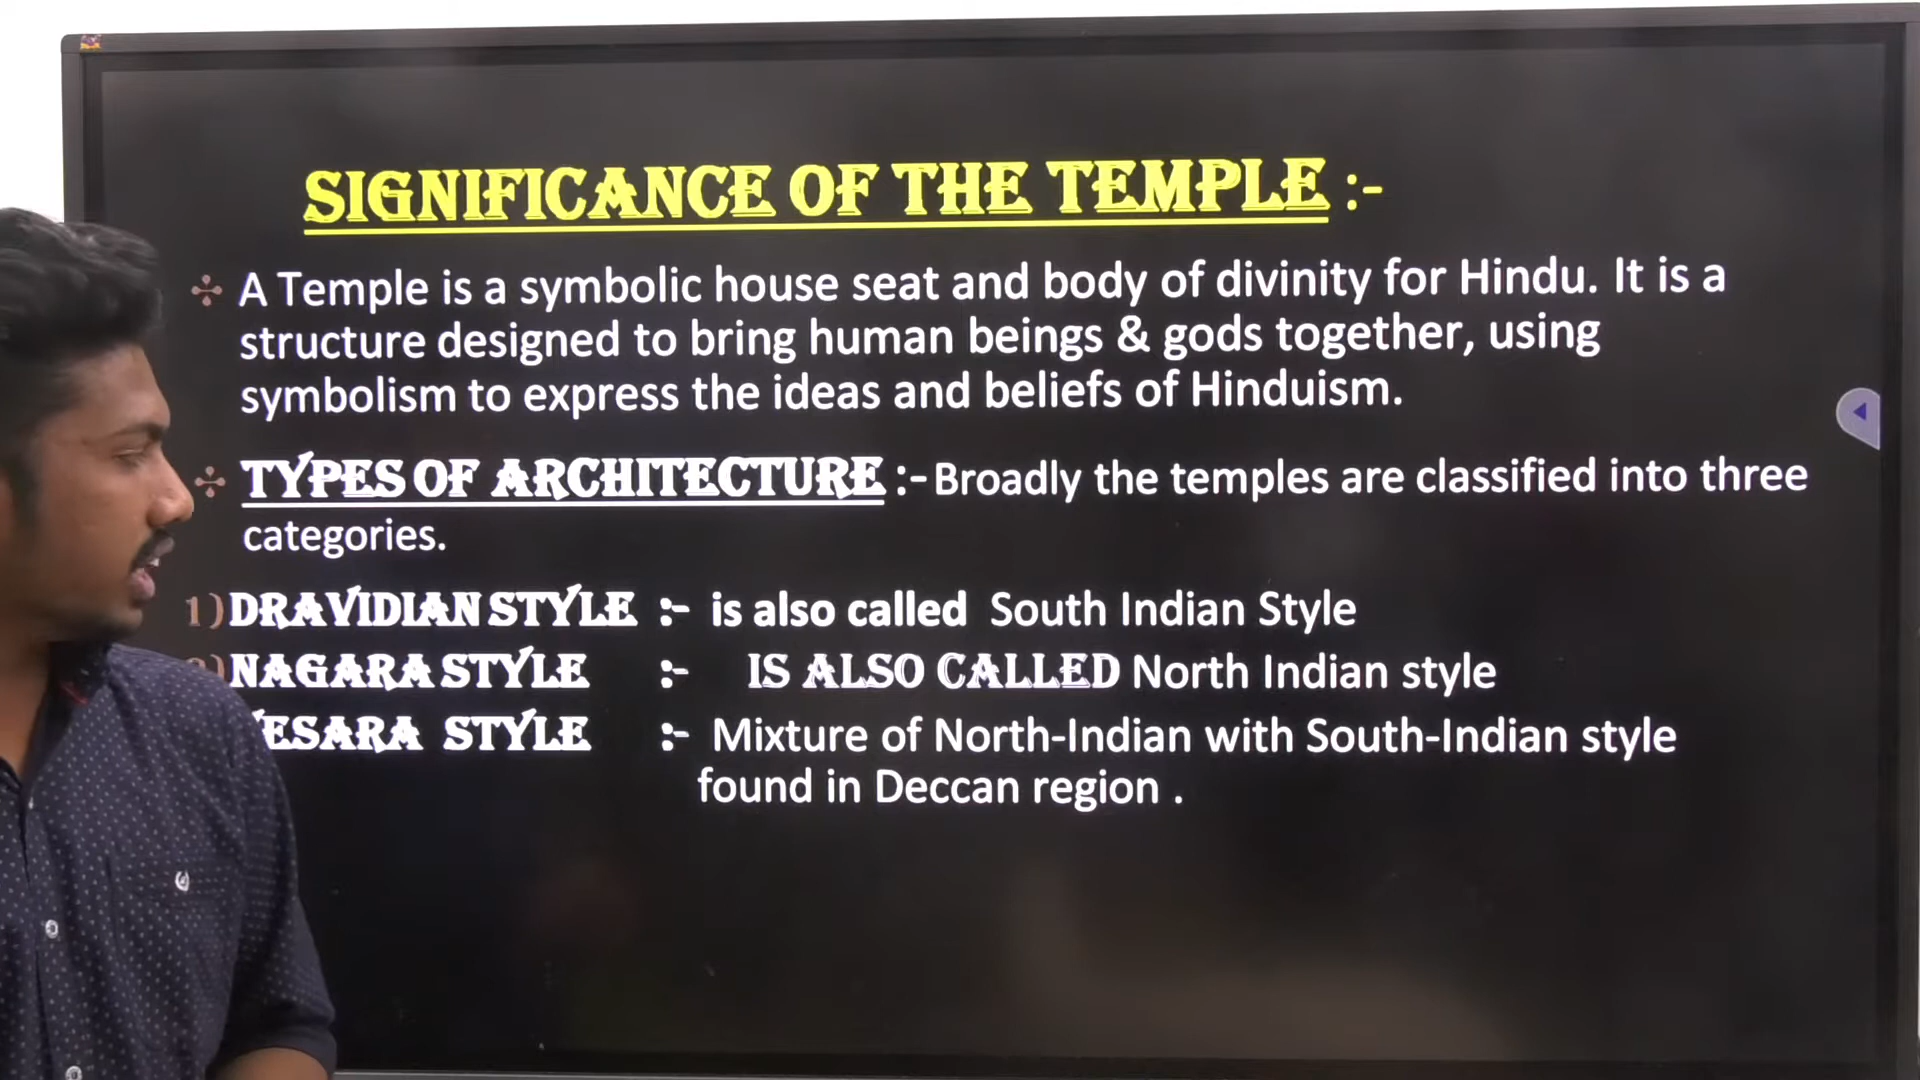 SIGNIFICANCE OF THE TEMPLE :-
A Temple is a symbolic house seat and body of divinity for Hindu. It is a
structure designed to bring human beings & gods together, using
symbolism to express the ideas and beliefs of Hinduism.
TYPES OF ARCHITECTURE :- Broadly the temples are classified into three
categories.
1) DRAVIDIAN STYLE :- is also called South Indian Style
NAGARA STYLE :- IS ALSO CALLED North Indian style
VESARA STYLE :- Mixture of North-Indian with South-Indian style
found in Deccan region .